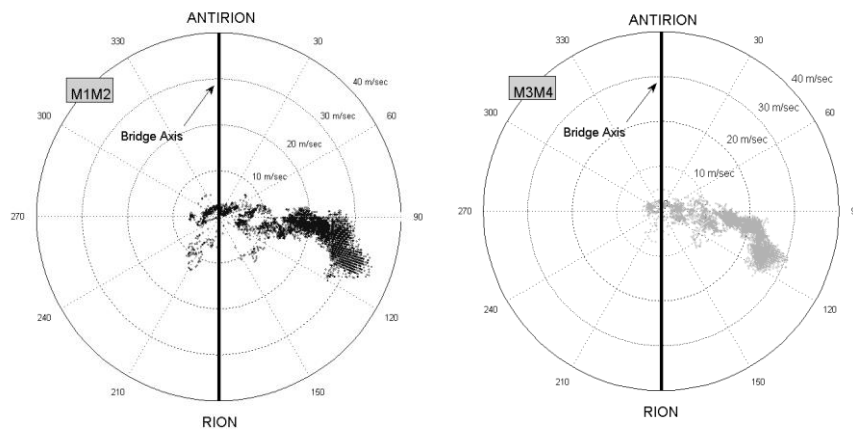 ANTIRION
330
30
40 m/sec
M1M2
30 m/sec
300
60
Bridge Axis
20 m/sec
10 m/sec
270
90
240
120
210
150
RION
ANTIRION
330
30
40 m/sec
M3M4
30 m/sec
300
60
Bridge Axis
20 m/sec
10 m/sec
270
9
240
120
210
150
RION